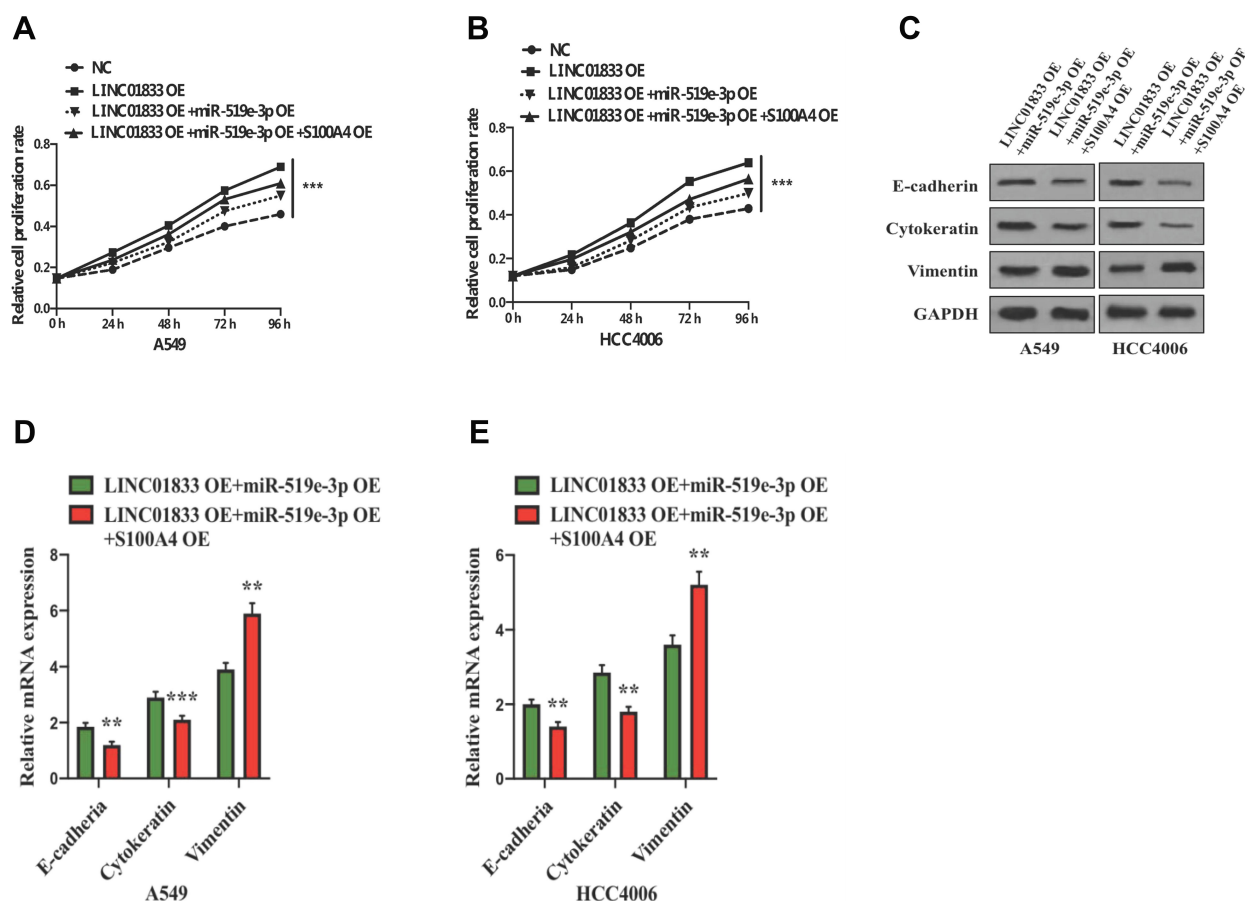 A
NC
LINC01833 OE
LINC01833 OE +miR-519e-3p OE
LINC01833 OE +miR-519e-3p OE +S100A4 OE
Relative cell proliferation rate
0.8
0.6
0.4
0.2
0.0
0 h 24 h 48 h 72 h 96 h
***
A549
B
NC
LINC01833 OE
LINC01833 OE +miR-519e-3p OE
LINC01833 OE +miR-519e-3p OE +S100A4 OE
Relative cell proliferation rate
0.8
0.6
0.4
0.2
0.0
0 h 24 h 48 h 72 h 96 h
***
HCC4006
C
LINC01833 OE
+miR-519e-3p OE
LINC01833 OE
+miR-519e-3p OE
+S100A4 OE
LINC01833 OE
+miR-519e-3p OE
LINC01833 OE
+miR-519e-3p OE
+S100A4 OE
E-cadherin
Cytokeratin
Vimentin
GAPDH
A549 HCC4006
D
LINC01833 OE+miR-519e-3p OE
LINC01833 OE+miR-519e-3p OE
+S100A4 OE
Relative mRNA expression
8
6
4
2
0
** *** **
E-cadheria Cytokeratin Vimentin
A549
E
LINC01833 OE+miR-519e-3p OE
LINC01833 OE+miR-519e-3p OE
+S100A4 OE
Relative mRNA expression
6
4
2
0
** ** **
E-cadheria Cytokeratin Vimentin
HCC4006